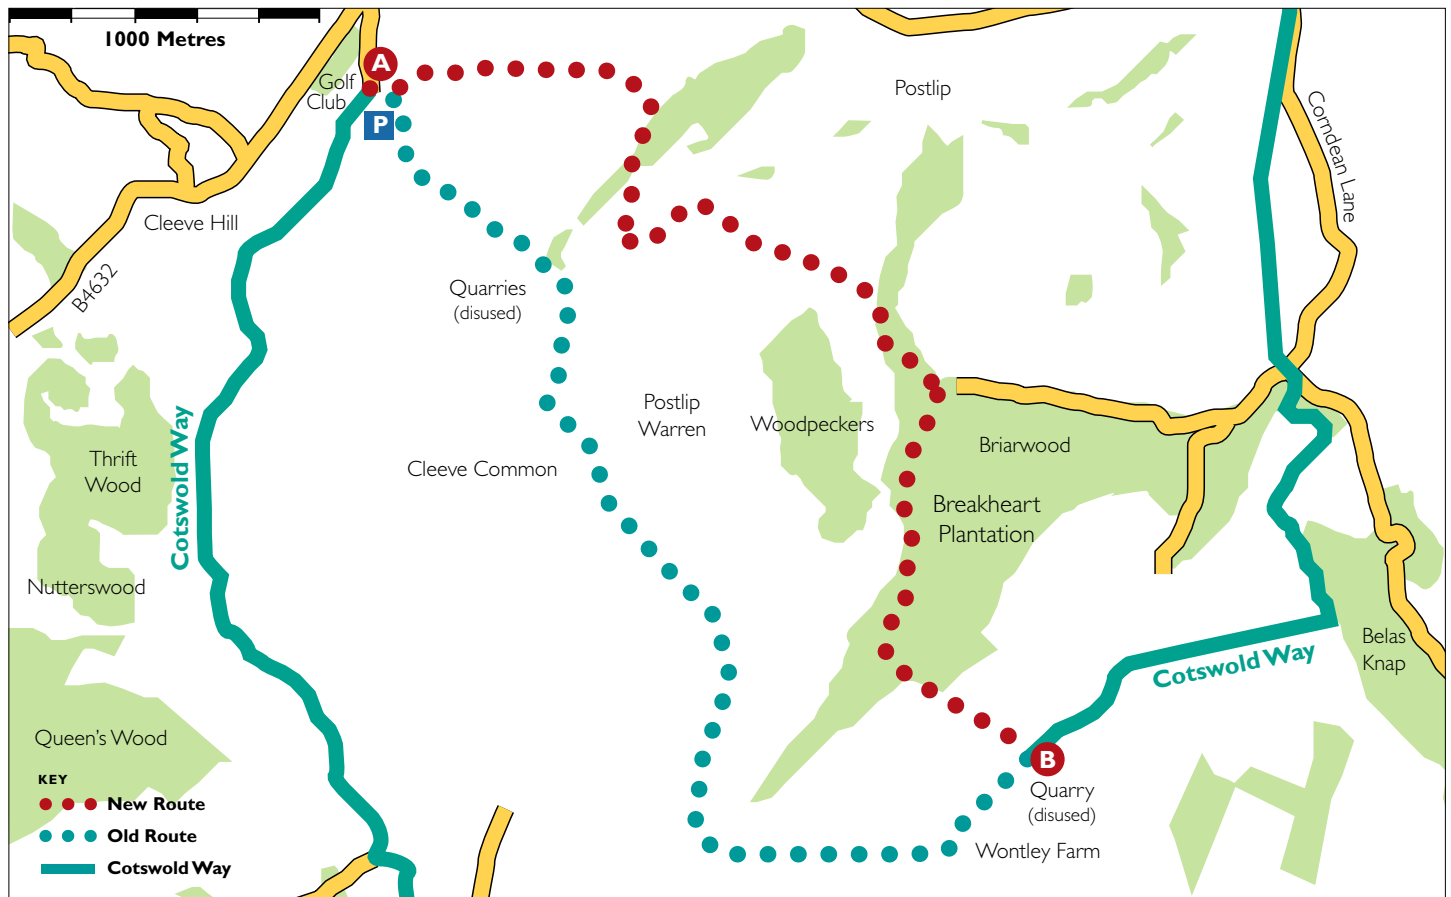 1000 Metres
A
Golf
Club
P
Postlip
Corndean Lane
Cleeve Hill
B4632
Quarries
(disused)
Postlip
Warren
Woodpeckers
Briarwood
Cotswold Way
Thrift
Wood
Cleeve Common
Breakheart
Plantation
Nutterswood
Belas
Knap
Cotswold Way
Queen's Wood
B
Quarry
(disused)
Wontley Farm
KEY
New Route
Old Route
Cotswold Way